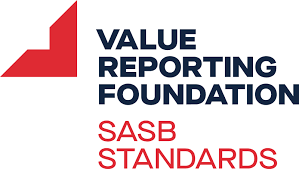 VALUE
REPORTING
FOUNDATION
SASB
STANDARDS